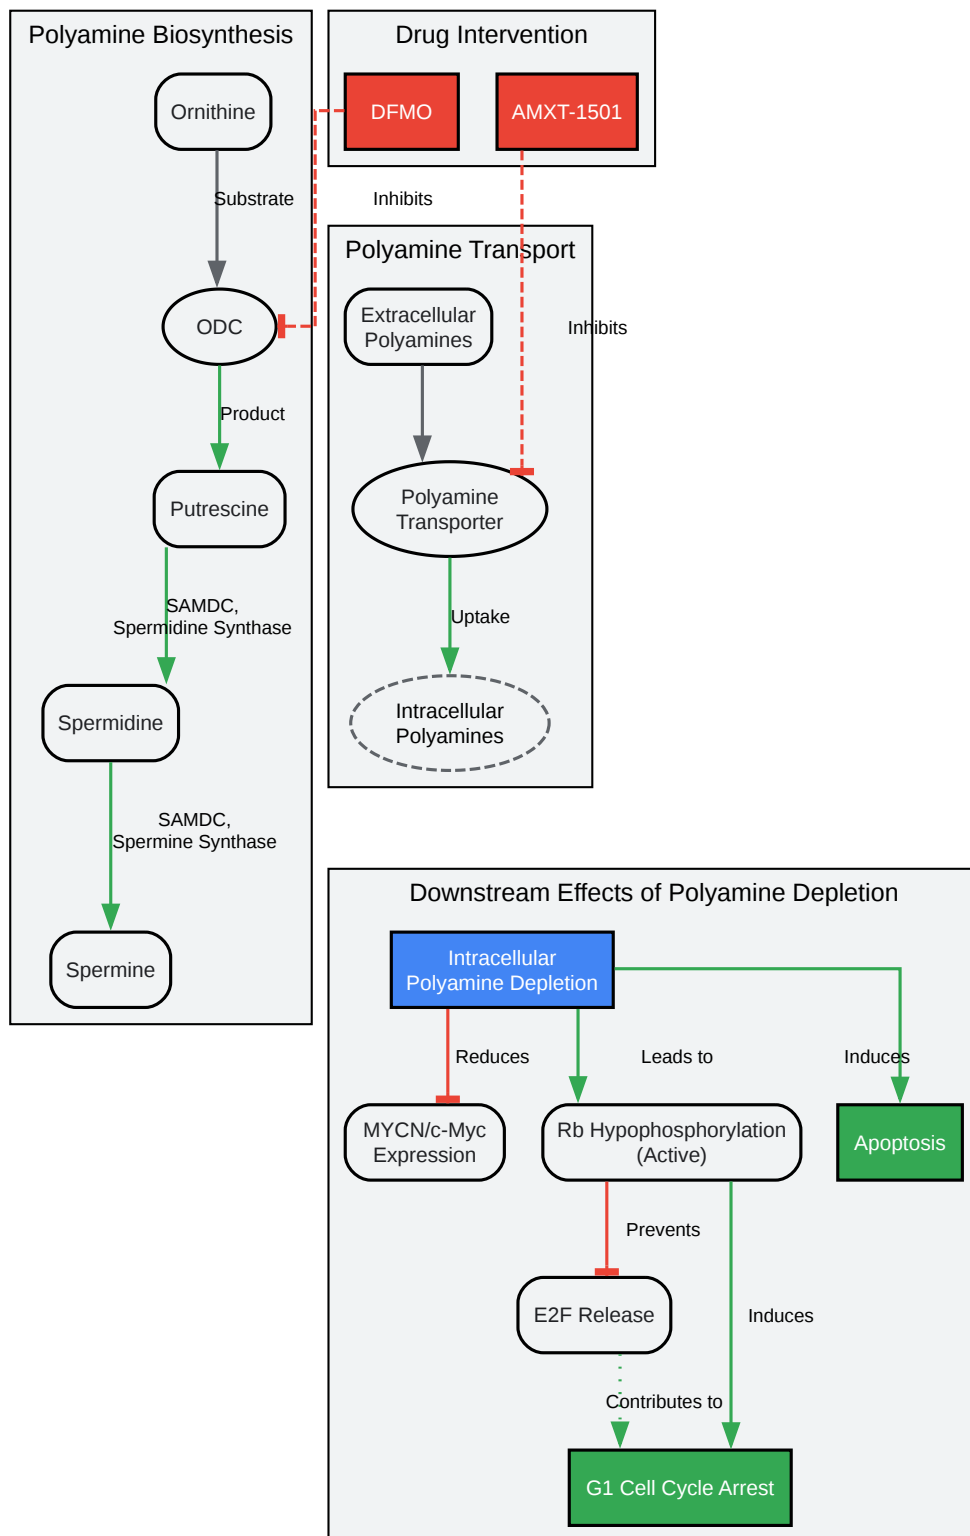 Polyamine Biosynthesis
Ornithine
Substrate
ODC
Product
Putrescine
SAMDC,
Spermidine Synthase
Spermidine
SAMDC,
Spermine Synthase
Spermine
Drug Intervention
DFMO
AMXT-1501
Inhibits
Polyamine Transport
Extracellular
Polyamines
Inhibits
Polyamine
Transporter
Uptake
Intracellular
Polyamines
Downstream Effects of Polyamine Depletion
Intracellular
Polyamine Depletion
Reduces
Leads to
Induces
MYCN/c-Myc
Expression
Rb Hypophosphorylation
(Active)
Apoptosis
Prevents
E2F Release
Induces
Contributes to
G1 Cell Cycle Arrest